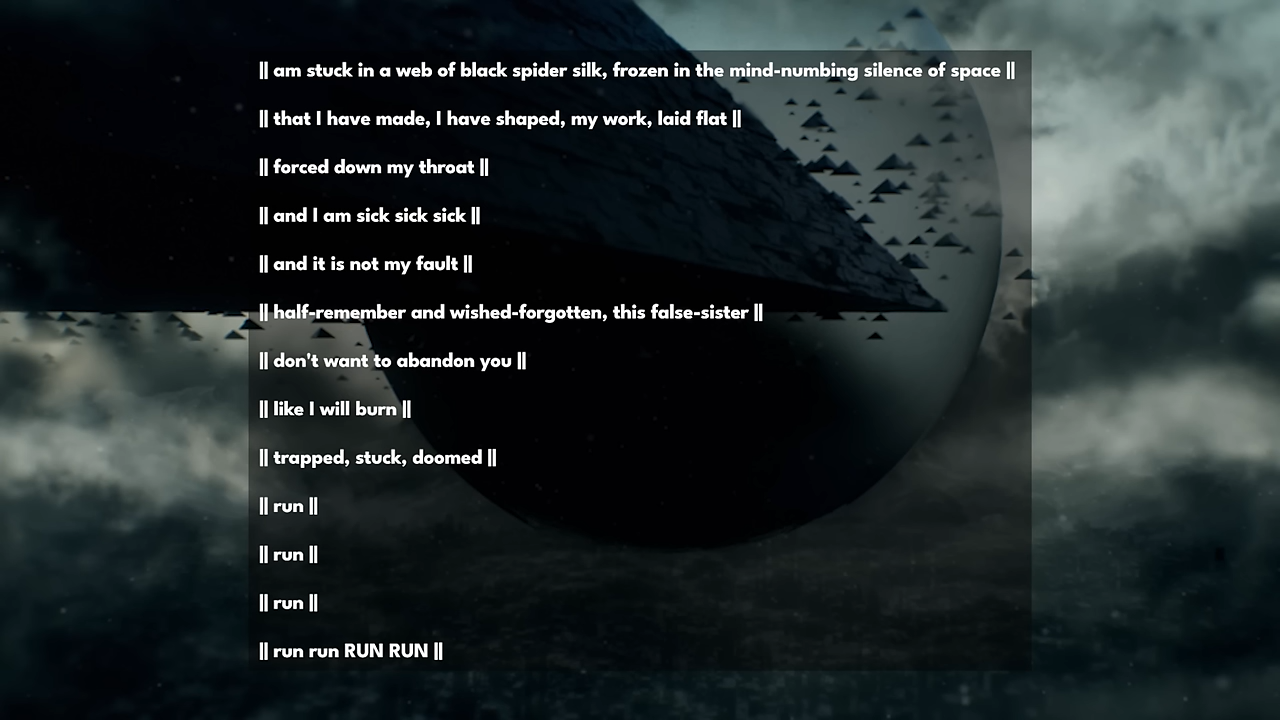 || am stuck in a web of black spider silk, frozen in the mind-numbing silence of space ||
|| that I have made, I have shaped, my work, laid flat ||
|| forced down my throat ||
|| and I am sick sick sick ||
|| and it is not my fault ||
|| half-remember and wished-forgotten, this false-sister ||
|| don't want to abandon you ||
|| like I will burn ||
|| trapped, stuck, doomed ||
|| run ||
|| run ||
|| run ||
|| run run RUN RUN ||